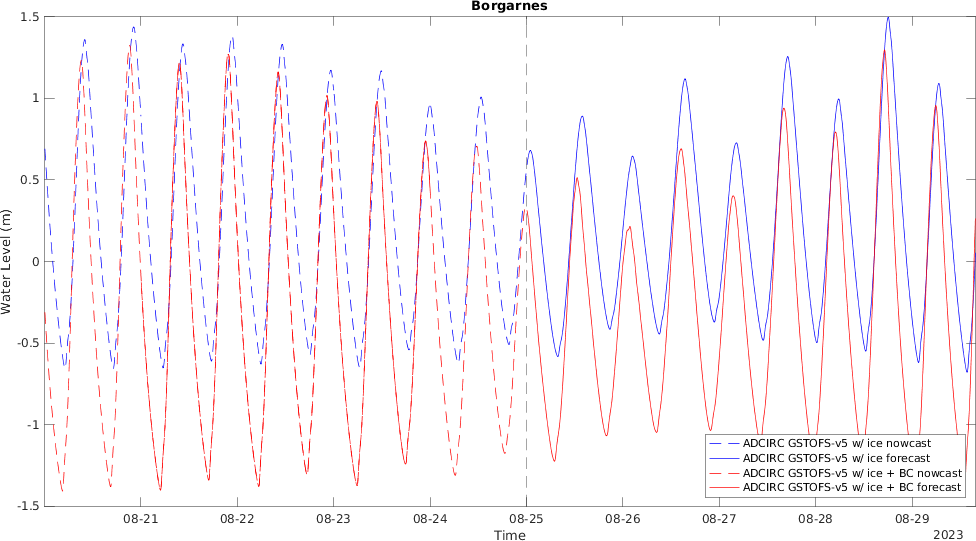 Borgarnes
1.5
1
0.5
0
-0.5
-1
-1.5
Water Level (m)
08-21
08-22
08-23
08-24
08-25
08-26
08-27
08-28
08-29
Time
2023
ADCIRC GSTOFS-v5 w/ ice nowcast
ADCIRC GSTOFS-v5 w/ ice forecast
ADCIRC GSTOFS-v5 w/ ice + BC nowcast
ADCIRC GSTOFS-v5 w/ ice + BC forecast